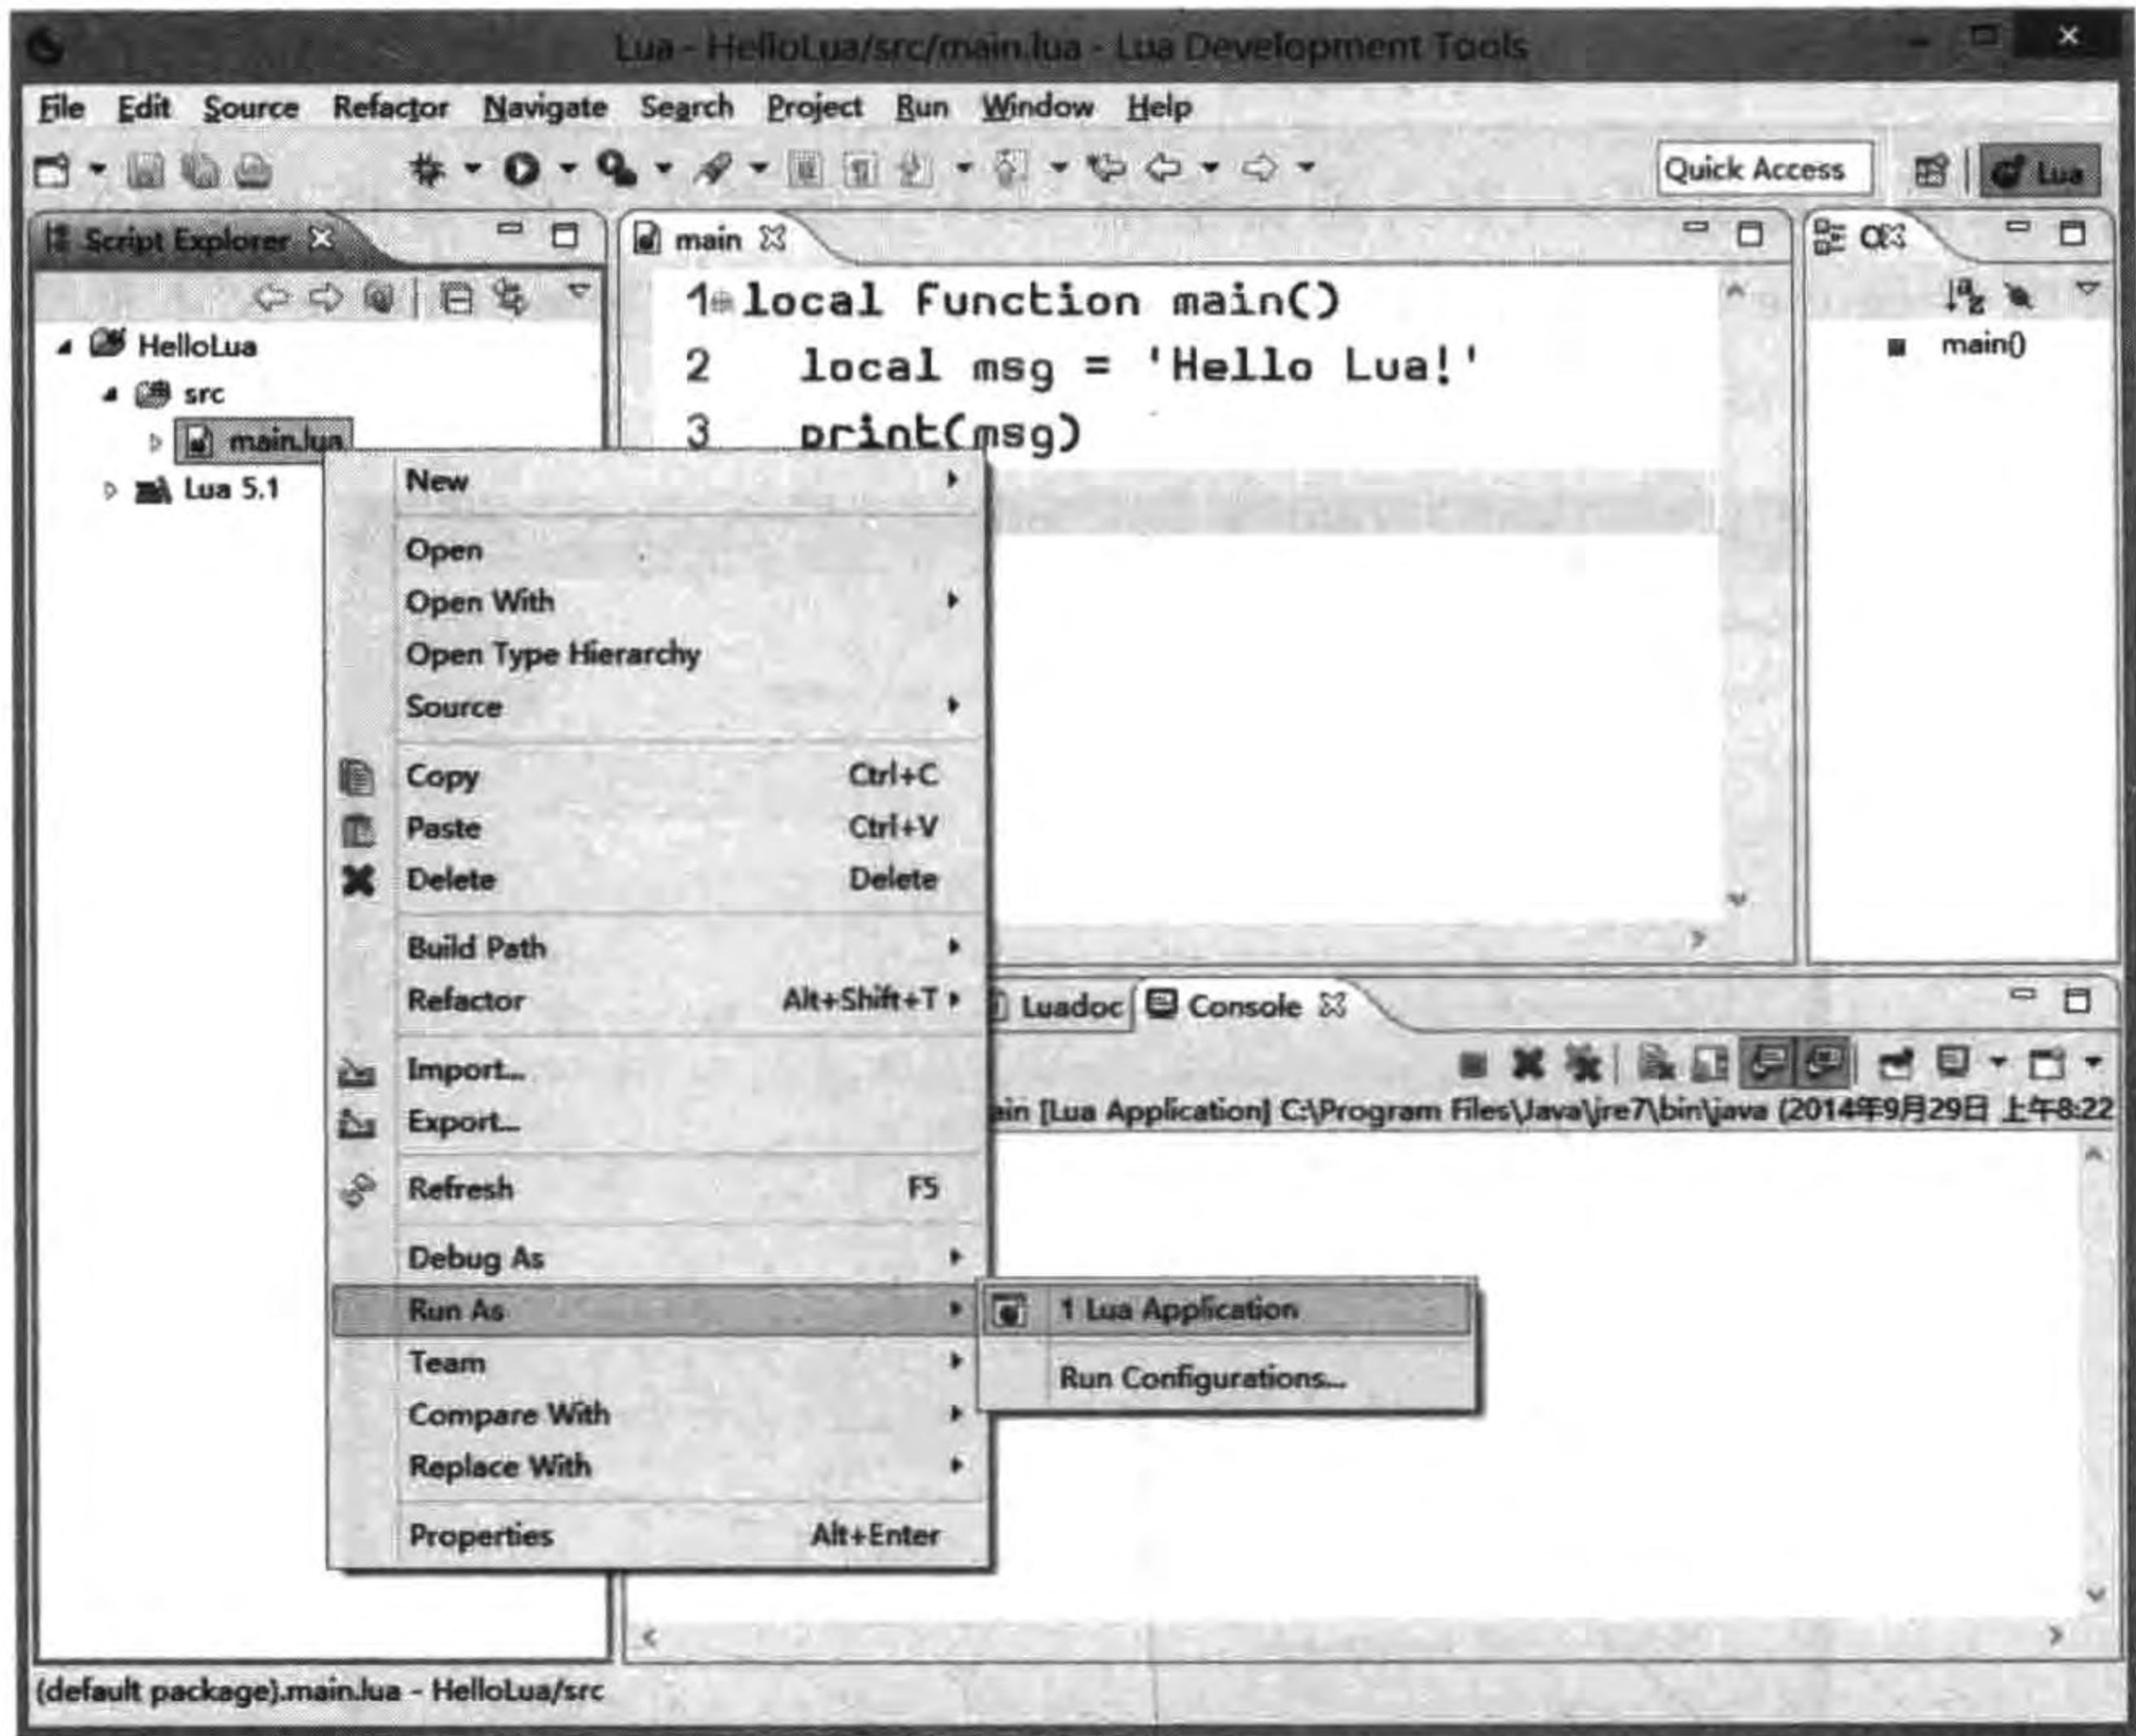 Lua - HelloLua/src/main.lua - Lua Development Tools
File Edit Source Refactor Navigate Search Project Run Window Help
Quick Access
Lua
Script Explorer
HelloLua
src
main.lua
Lua 5.1
main
1 local function main()
2 local msg = 'Hello Lua!'
3 print(msg)
main()
New
Open
Open With
Open Type Hierarchy
Source
Copy Ctrl+C
Paste Ctrl+V
Delete Delete
Build Path
Refactor Alt+Shift+T
Import...
Export...
Refresh F5
Debug As
Run As
Team
Compare With
Replace With
Properties Alt+Enter
1 Lua Application
Run Configurations...
Luadoc Console
ain [Lua Application] C:\Program Files\Java\jre7\bin\java (2014年9月29日 上午8:22
(default package).main.lua - HelloLua/src